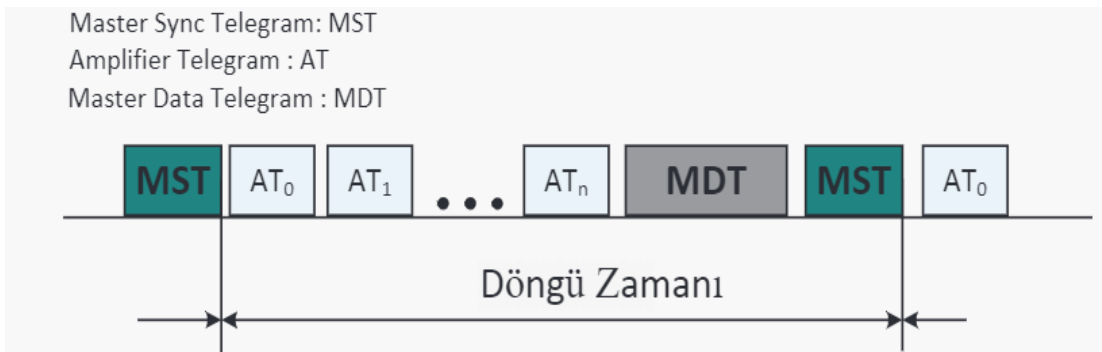 Master Sync Telegram: MST
Amplifier Telegram : AT
Master Data Telegram : MDT
MST AT₀ AT₁ ... ATₙ MDT MST AT₀
Döngü Zamanı